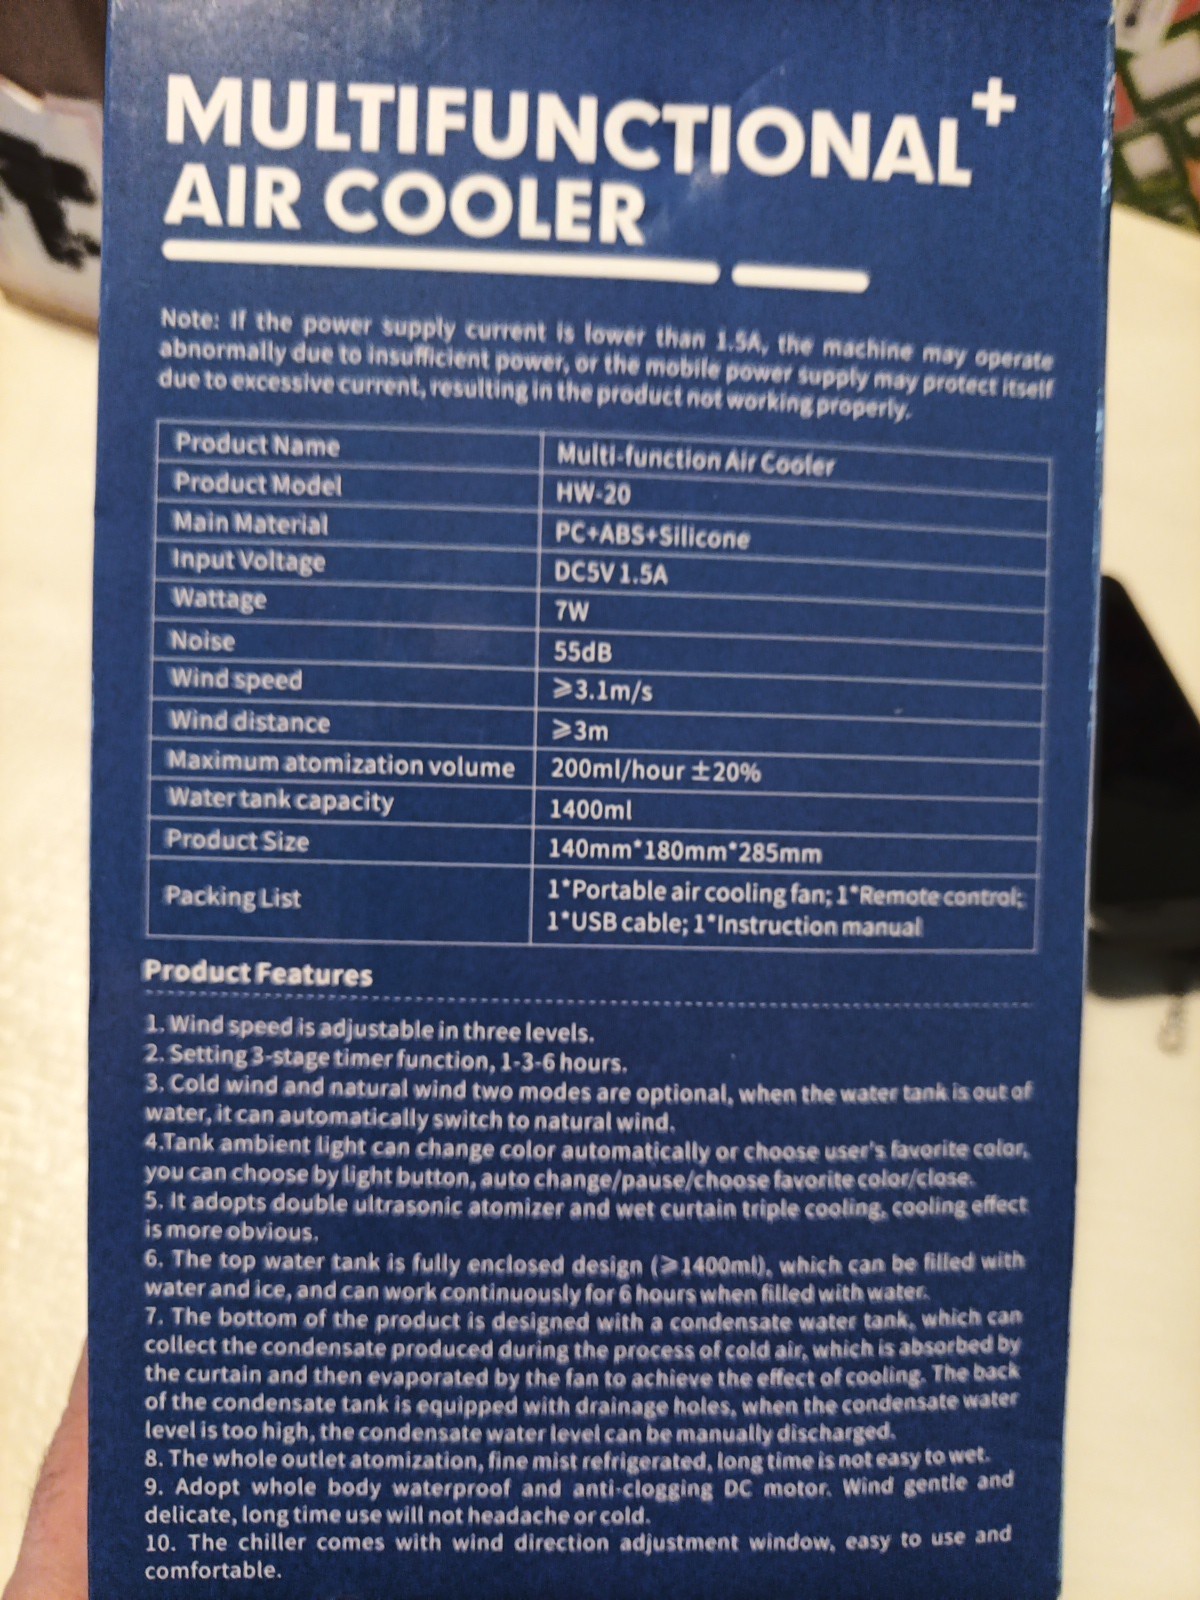 MULTIFUNCTIONAL+
AIR COOLER
Note: If the power supply current is lower than 1.5A, the machine may operate
abnormally due to insufficient power, or the mobile power supply may protect itself
due to excessive current, resulting in the product not working properly.
Product Name Multi-function Air Cooler
Product Model HW-20
Main Material PC+ABS+Silicone
Input Voltage DC5V 1.5A
Wattage 7W
Noise 55dB
Wind speed ⩾3.1m/s
Wind distance ⩾3m
Maximum atomization volume 200ml/hour ±20%
Water tank capacity 1400ml
Product Size 140mm*180mm*285mm
Packing List 1*Portable air cooling fan; 1*Remote control;
1*USB cable; 1*Instruction manual
Product Features
1. Wind speed is adjustable in three levels.
2. Setting 3-stage timer function, 1-3-6 hours.
3. Cold wind and natural wind two modes are optional, when the water tank is out of
water, it can automatically switch to natural wind.
4.Tank ambient light can change color automatically or choose user's favorite color,
you can choose by light button, auto change/pause/choose favorite color/close.
5. It adopts double ultrasonic atomizer and wet curtain triple cooling, cooling effect
is more obvious.
6. The top water tank is fully enclosed design (⩾1400ml), which can be filled with
water and ice, and can work continuously for 6 hours when filled with water.
7. The bottom of the product is designed with a condensate water tank, which can
collect the condensate produced during the process of cold air, which is absorbed by
the curtain and then evaporated by the fan to achieve the effect of cooling. The back
of the condensate tank is equipped with drainage holes, when the condensate water
level is too high, the condensate water level can be manually discharged.
8. The whole outlet atomization, fine mist refrigerated, long time is not easy to wet.
9. Adopt whole body waterproof and anti-clogging DC motor. Wind gentle and
delicate, long time use will not headache or cold.
10. The chiller comes with wind direction adjustment window, easy to use and
comfortable.